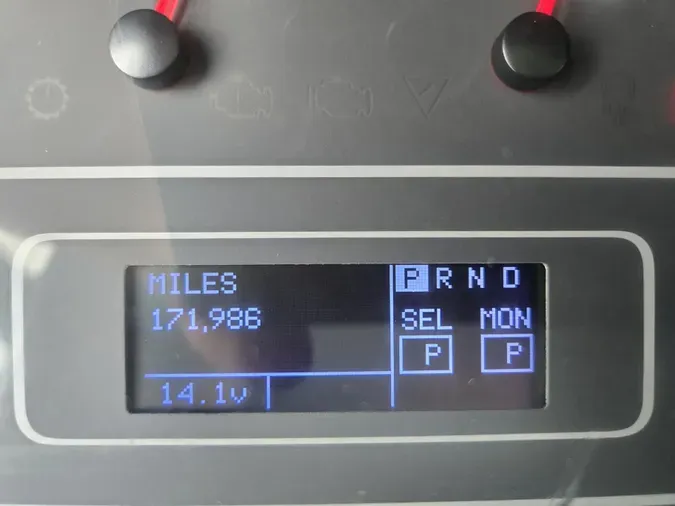 MILES
171,986
14.1v
P R N D
SEL MON
P P